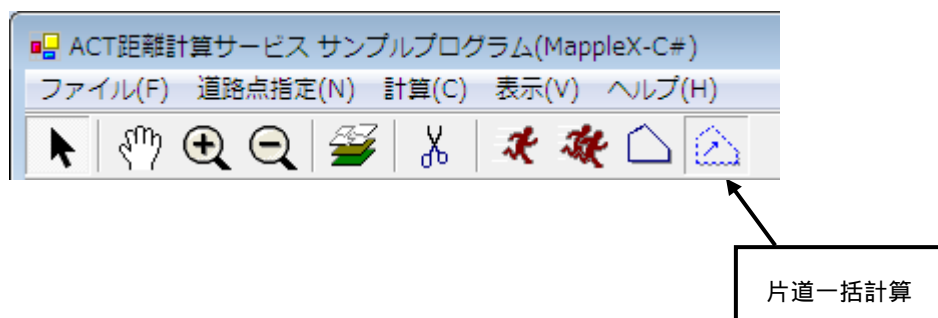 ACT距離計算サービス サンプルプログラム(MappleX-C#)
ファイル(F) 道路点指定(N) 計算(C) 表示(V) ヘルプ(H)
片道一括計算